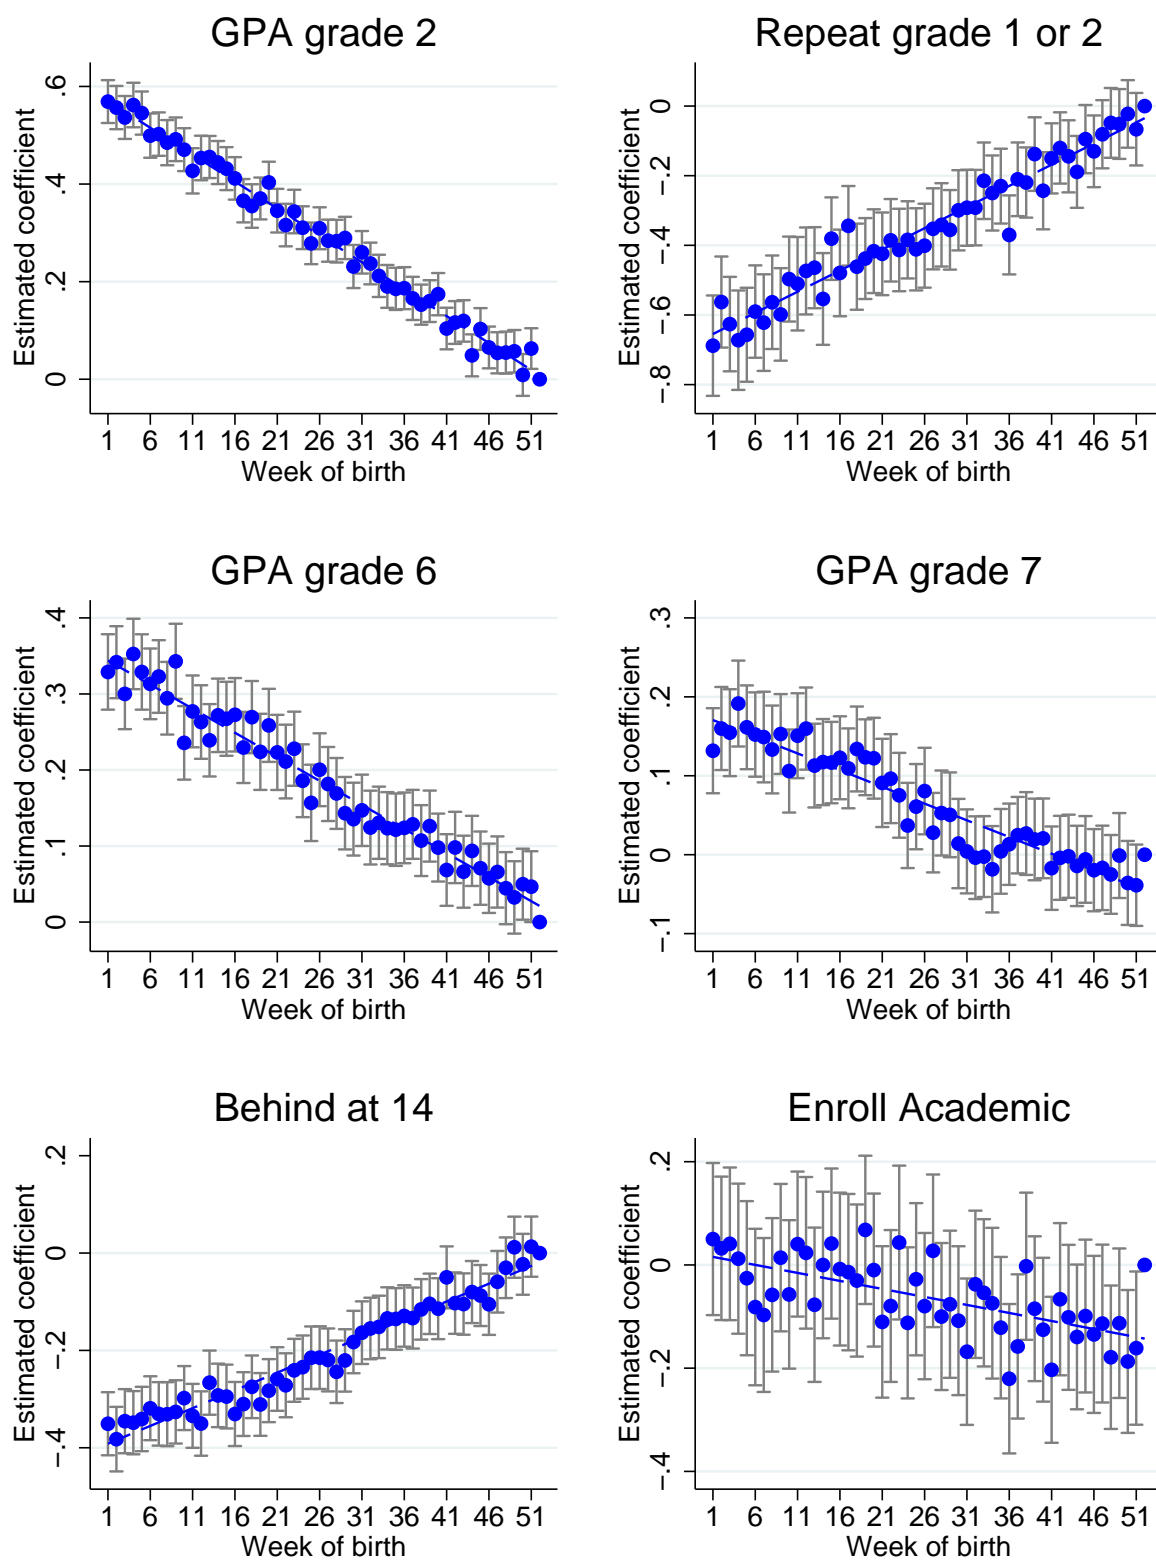 GPA grade 2
Estimated coefficient
.6
.4
.2
0
1 6 11 16 21 26 31 36 41 46 51
Week of birth
Repeat grade 1 or 2
Estimated coefficient
0
−.2
−.4
−.6
−.8
1 6 11 16 21 26 31 36 41 46 51
Week of birth
GPA grade 6
Estimated coefficient
.4
.3
.2
.1
0
1 6 11 16 21 26 31 36 41 46 51
Week of birth
GPA grade 7
Estimated coefficient
.3
.2
.1
0
−.1
1 6 11 16 21 26 31 36 41 46 51
Week of birth
Behind at 14
Estimated coefficient
.2
0
−.2
−.4
1 6 11 16 21 26 31 36 41 46 51
Week of birth
Enroll Academic
Estimated coefficient
.2
0
−.2
−.4
1 6 11 16 21 26 31 36 41 46 51
Week of birth